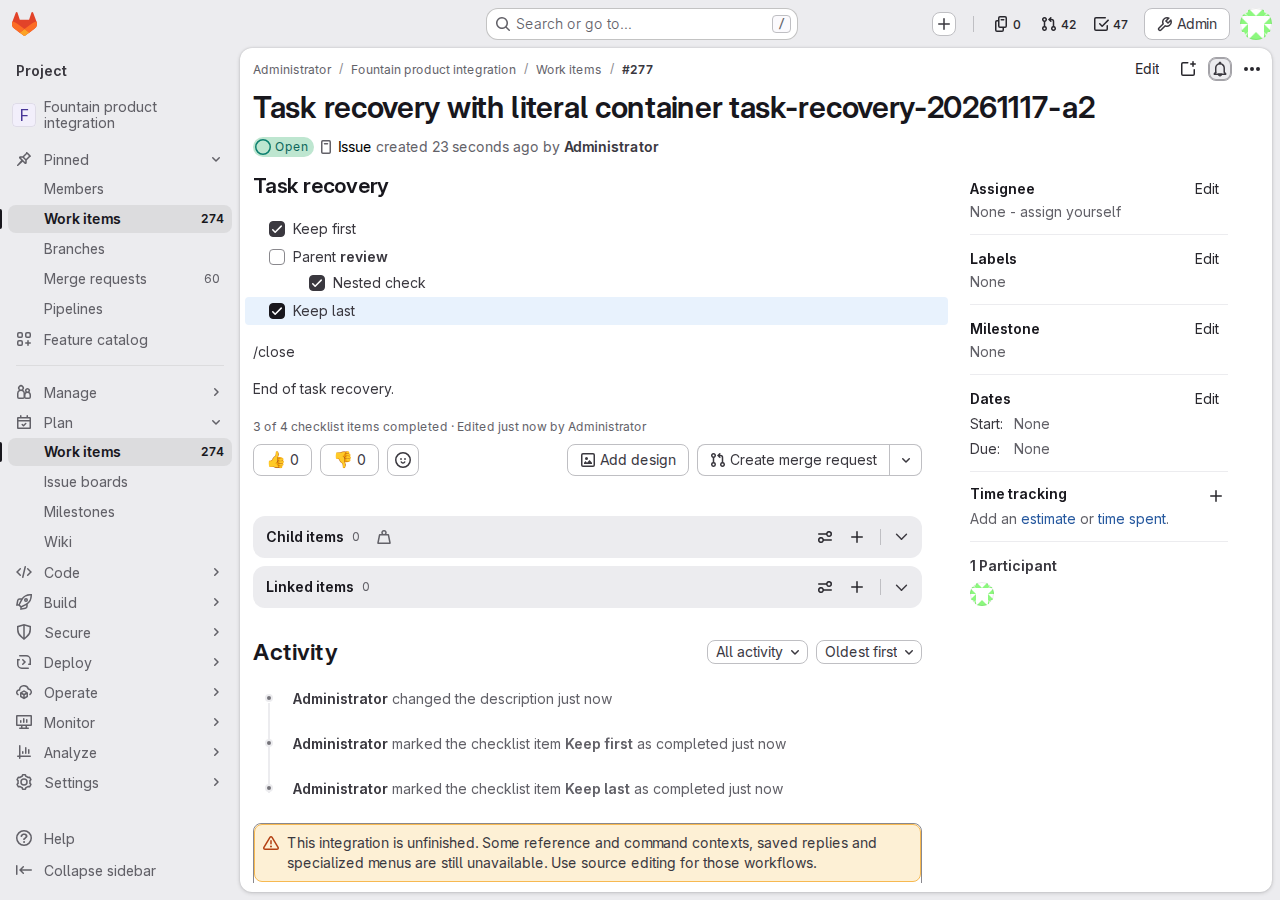 Search or go to...
/
0
42
47
Admin
Project
F
Fountain product integration
Pinned
Members
Work items 274
Branches
Merge requests 60
Pipelines
Feature catalog
Manage
Plan
Work items 274
Issue boards
Milestones
Wiki
Code
Build
Secure
Deploy
Operate
Monitor
Analyze
Settings
Help
Collapse sidebar
Administrator / Fountain product integration / Work items / #277
Edit
Task recovery with literal container task-recovery-20261117-a2
Open Issue created 23 seconds ago by Administrator
Task recovery
Keep first
Parent review
Nested check
Keep last
/close
End of task recovery.
3 of 4 checklist items completed · Edited just now by Administrator
👍 0
👎 0
Add design
Create merge request
Child items 0
Linked items 0
Activity
All activity
Oldest first
Administrator changed the description just now
Administrator marked the checklist item Keep first as completed just now
Administrator marked the checklist item Keep last as completed just now
This integration is unfinished. Some reference and command contexts, saved replies and
specialized menus are still unavailable. Use source editing for those workflows.
Assignee Edit
None - assign yourself
Labels Edit
None
Milestone Edit
None
Dates Edit
Start: None
Due: None
Time tracking
Add an estimate or time spent.
1 Participant